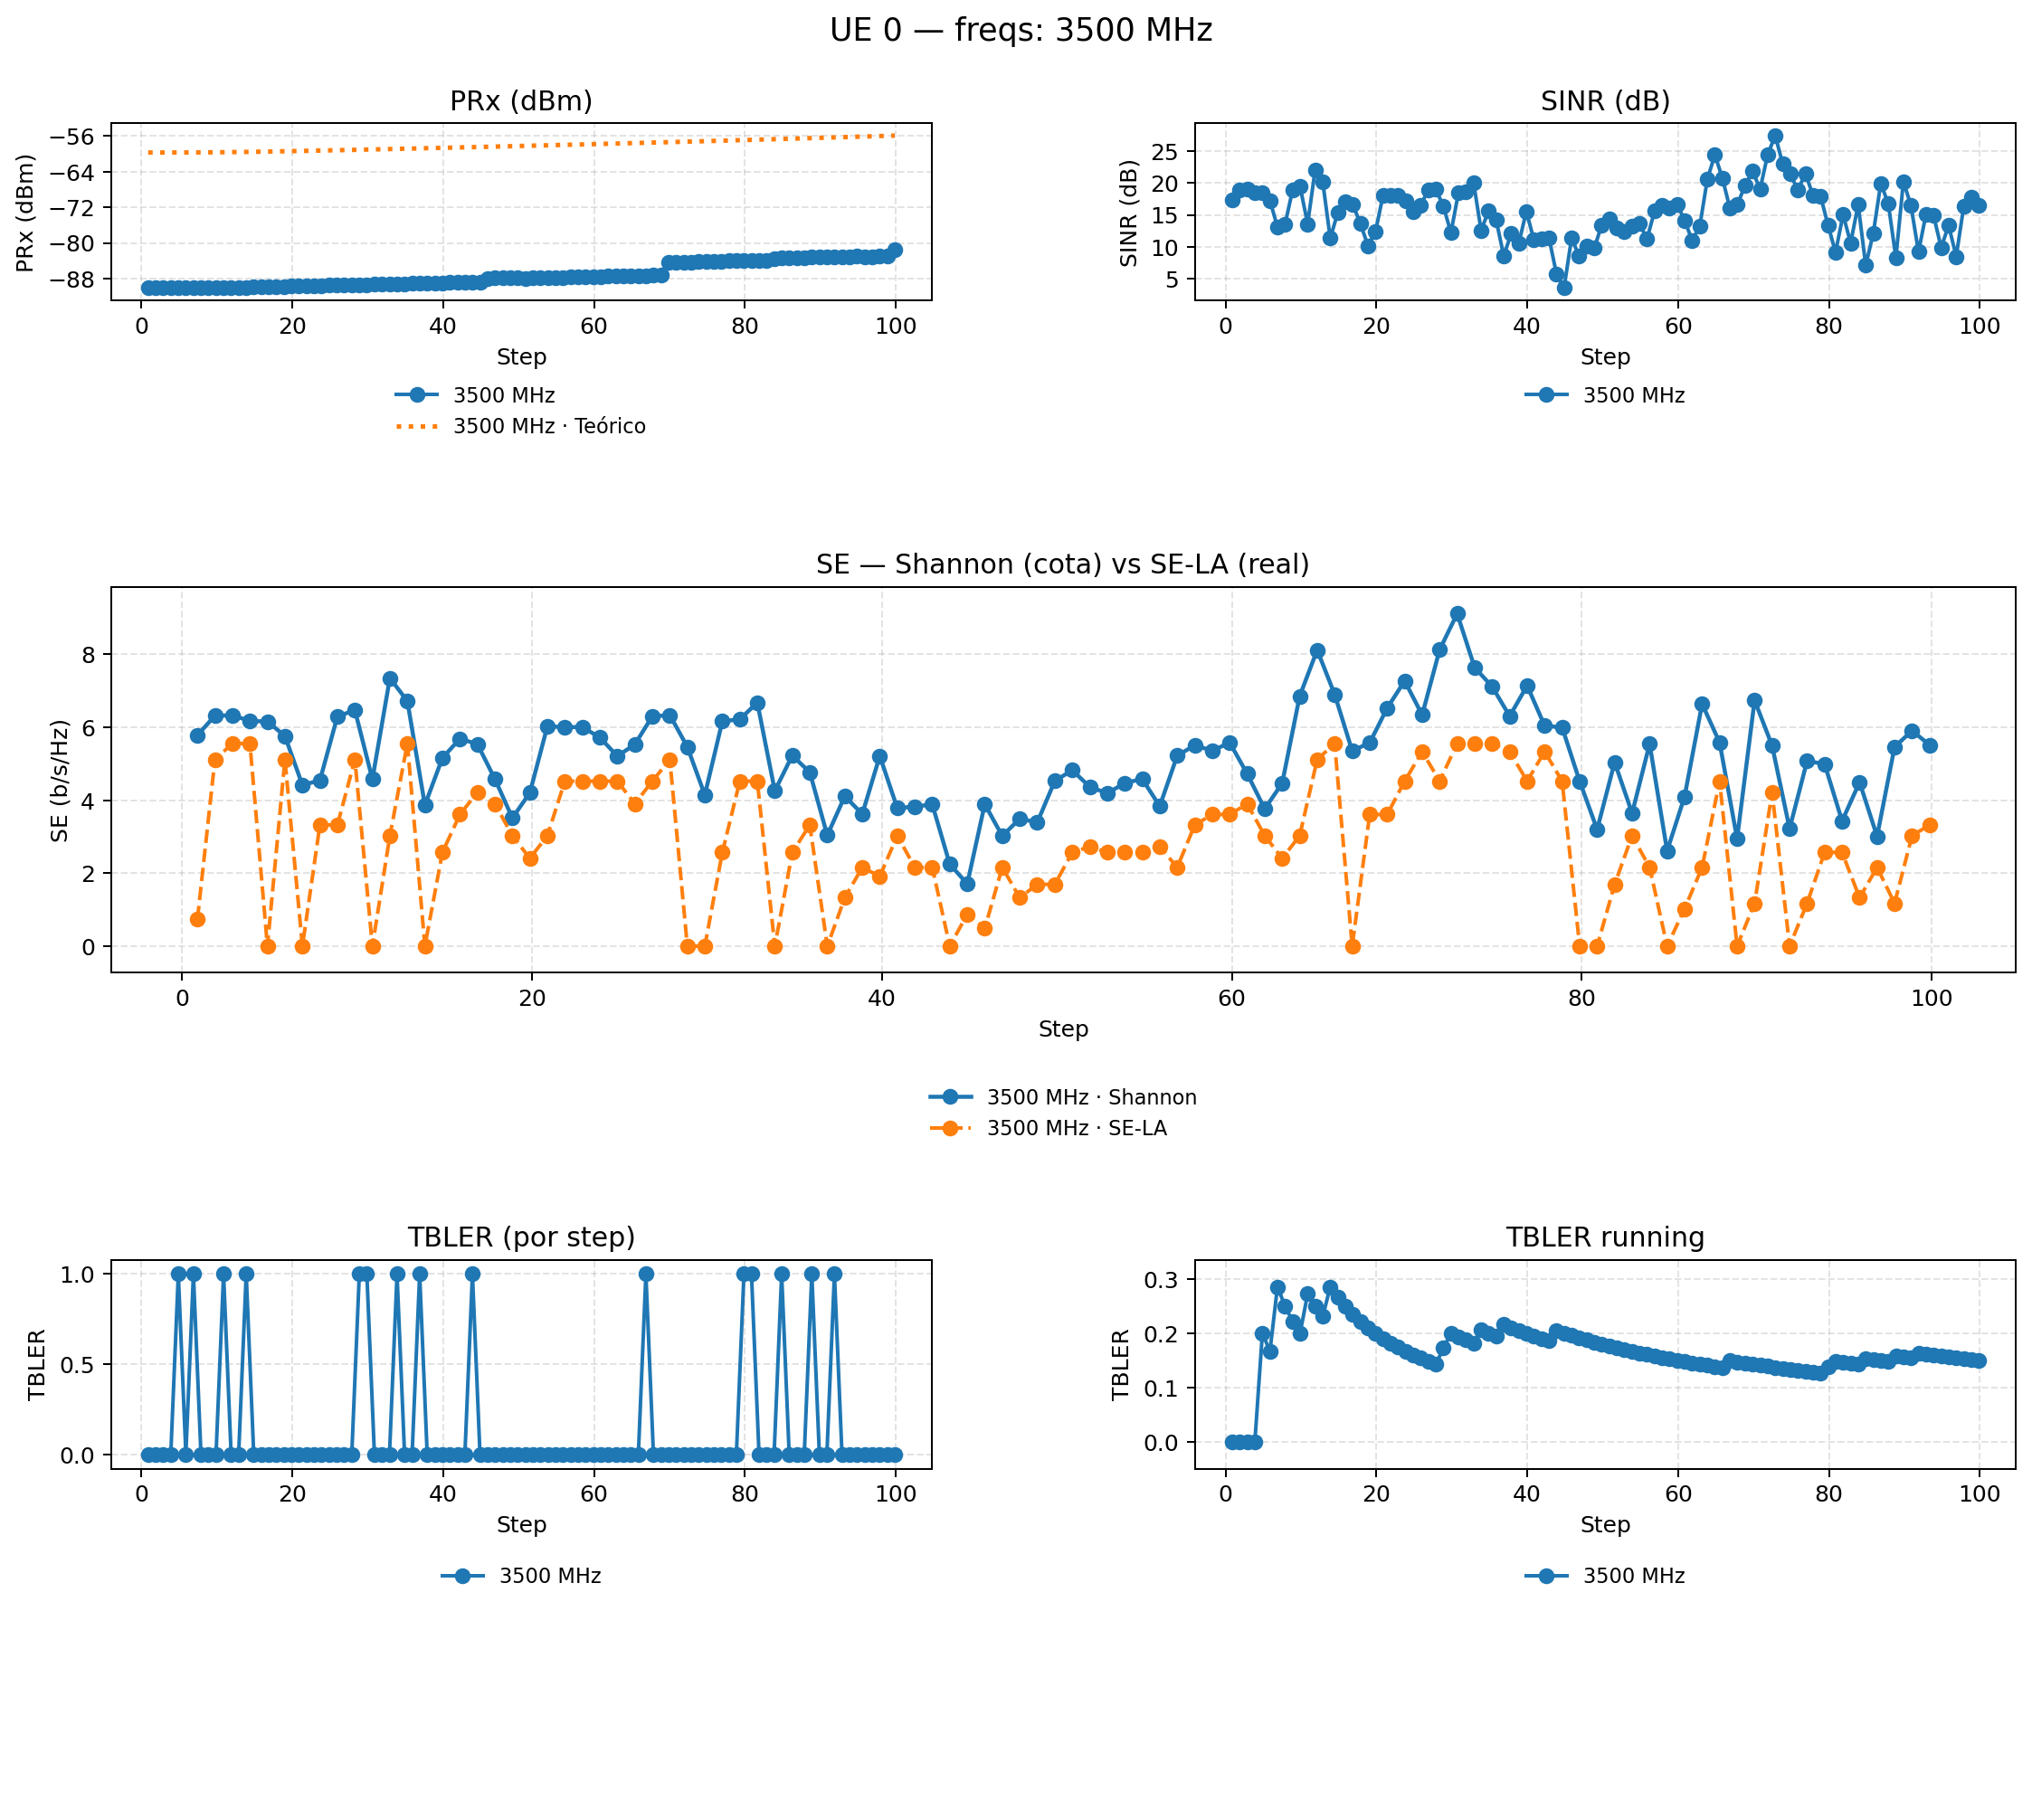 UE 0 — freqs: 3500 MHz
PRx (dBm)
PRx (dBm)
−56
−64
−72
−80
−88
0 20 40 60 80 100
Step
3500 MHz
3500 MHz · Teórico
SINR (dB)
SINR (dB)
25
20
15
10
5
0 20 40 60 80 100
Step
3500 MHz
SE — Shannon (cota) vs SE-LA (real)
SE (b/s/Hz)
8
6
4
2
0
0 20 40 60 80 100
Step
3500 MHz · Shannon
3500 MHz · SE-LA
TBLER (por step)
TBLER
1.0
0.5
0.0
0 20 40 60 80 100
Step
3500 MHz
TBLER running
TBLER
0.3
0.2
0.1
0.0
0 20 40 60 80 100
Step
3500 MHz